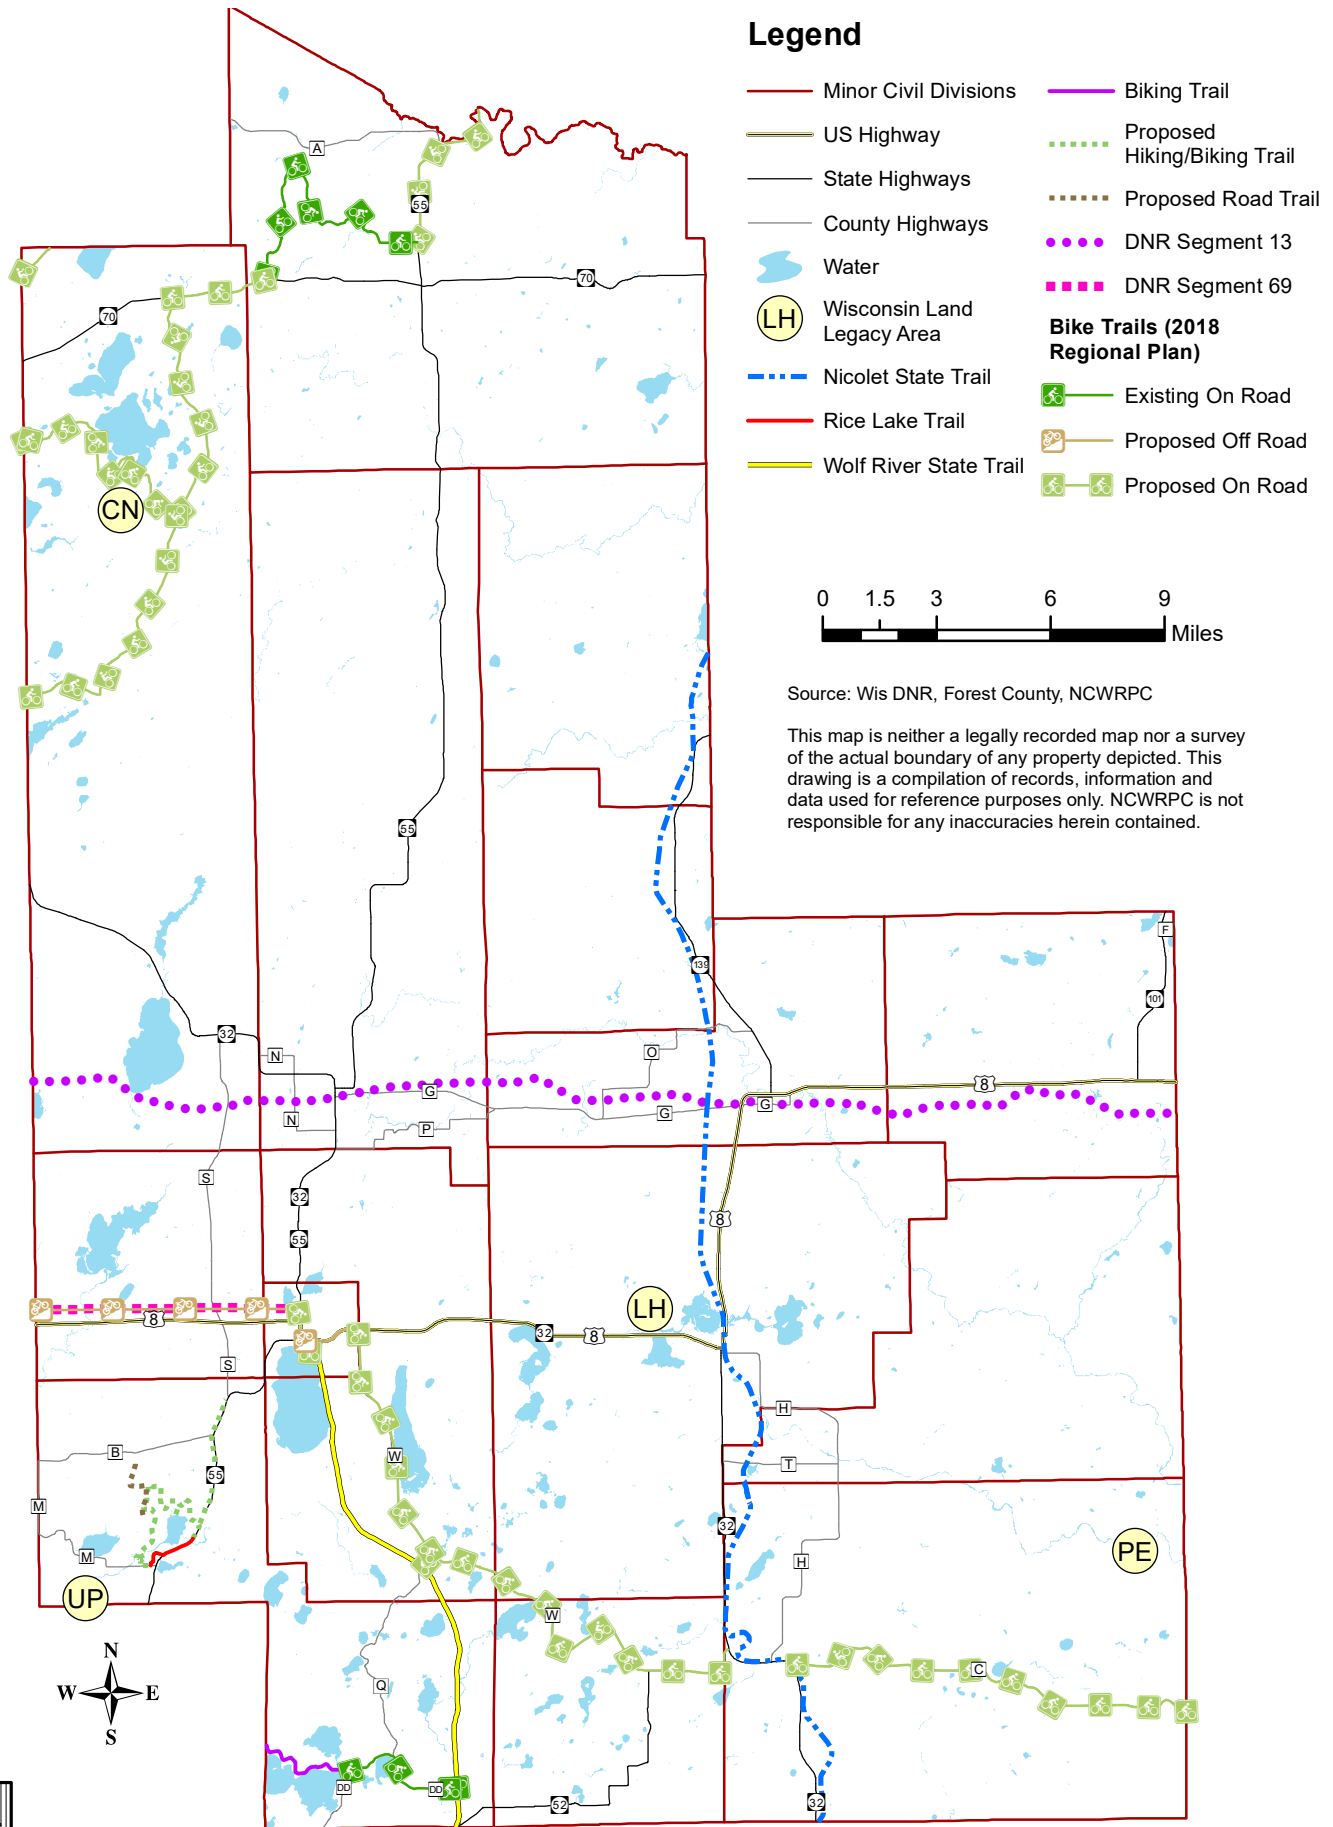 Legend
Minor Civil Divisions
US Highway
State Highways
County Highways
Water
LH
Wisconsin Land
Legacy Area
Nicolet State Trail
Rice Lake Trail
Wolf River State Trail
Biking Trail
Proposed
Hiking/Biking Trail
Proposed Road Trail
DNR Segment 13
DNR Segment 69
Bike Trails (2018
Regional Plan)
Existing On Road
Proposed Off Road
Proposed On Road
0 1.5 3 6 9
Miles
Source: Wis DNR, Forest County, NCWRPC
This map is neither a legally recorded map nor a survey
of the actual boundary of any property depicted. This
drawing is a compilation of records, information and
data used for reference purposes only. NCWRPC is not
responsible for any inaccuracies herein contained.
A
55
70
70
CN
55
F
139
101
32
N
O
8
G
N
G
G
P
S
32
8
55
LH
8
32
8
S
H
B
W
T
55
M
32
M
H
PE
UP
W
N
W E
S
C
Q
DD
DD
52
32